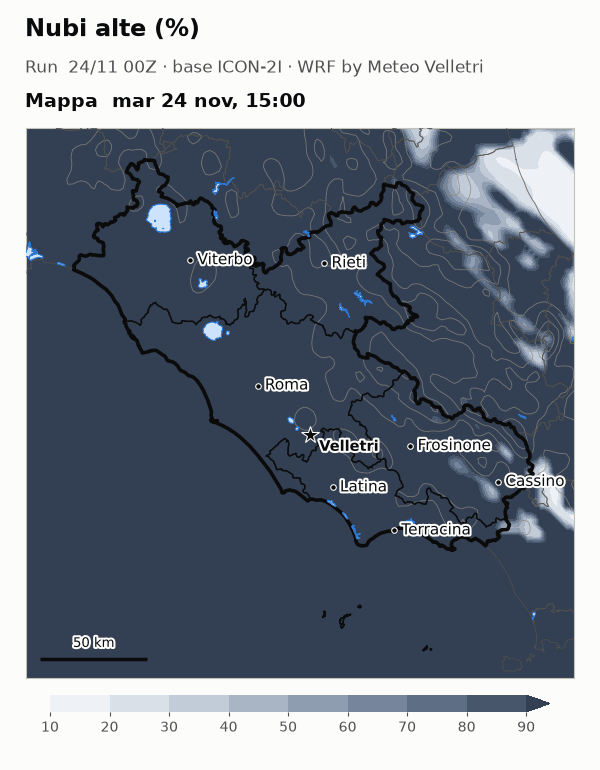 Nubi alte (%)
Run  24/11 00Z · base ICON-2I · WRF by Meteo Velletri
Mappa  mar 24 nov, 15:00
Viterbo
Rieti
Roma
Velletri
Frosinone
Cassino
Latina
Terracina
50 km
10 20 30 40 50 60 70 80 90